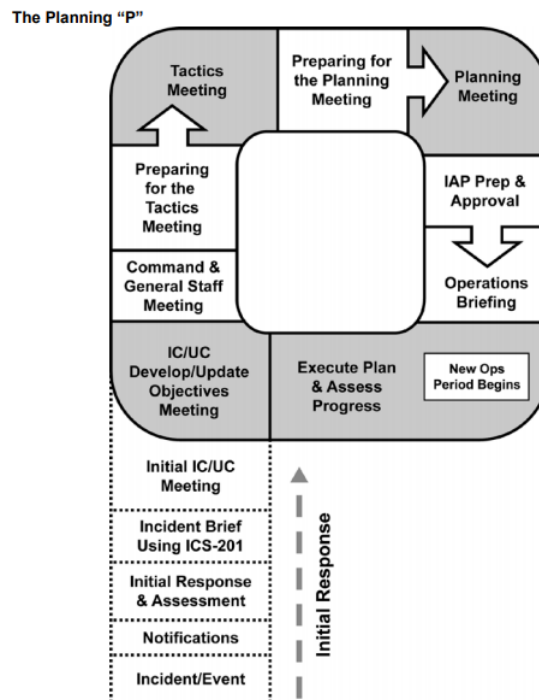 The Planning “P”
Tactics
Meeting
Preparing for
the Planning
Meeting
Planning
Meeting
Preparing
for the
Tactics
Meeting
IAP Prep &
Approval
Command &
General Staff
Meeting
Operations
Briefing
IC/UC
Develop/Update
Objectives
Meeting
Execute Plan
& Assess
Progress
New Ops
Period Begins
Initial IC/UC
Meeting
Incident Brief
Using ICS-201
Initial Response
& Assessment
Notifications
Incident/Event
Initial Response